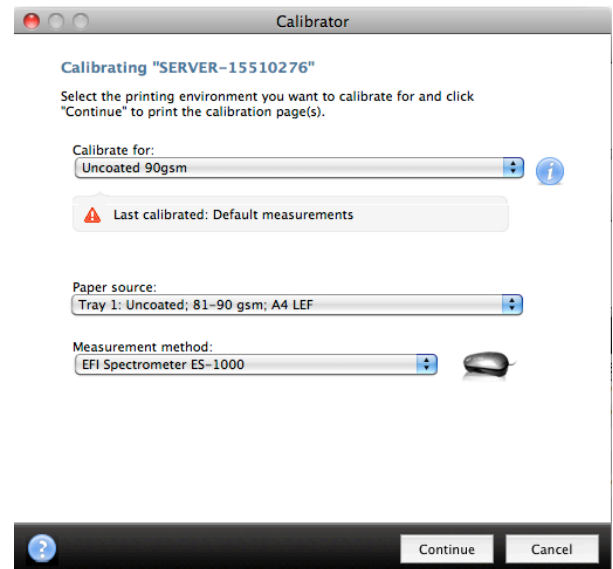 Calibrator
Calibrating "SERVER-15510276"
Select the printing environment you want to calibrate for and click
"Continue" to print the calibration page(s).
Calibrate for:
Uncoated 90gsm
i
Last calibrated: Default measurements
Paper source:
Tray 1: Uncoated; 81-90 gsm; A4 LEF
Measurement method:
EFI Spectrometer ES-1000
?
Continue
Cancel